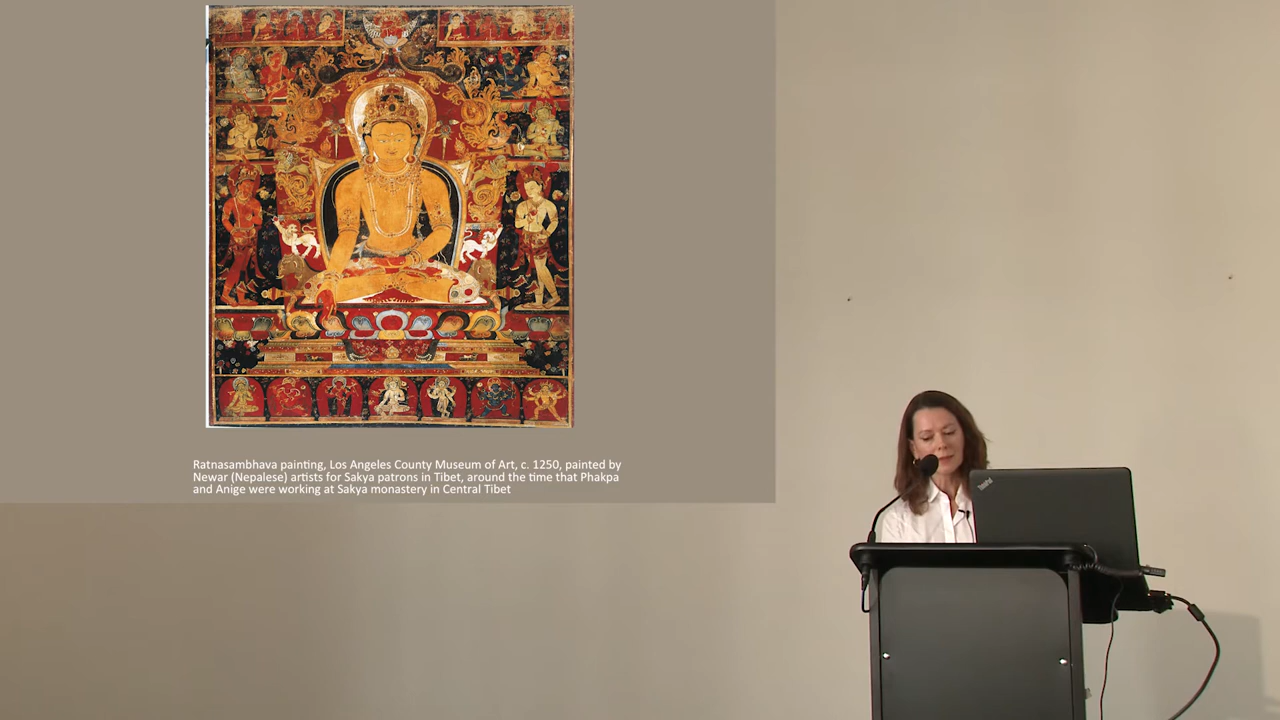 Ratnasambhava painting, Los Angeles County Museum of Art, c. 1250, painted by
Newar (Nepalese) artists for Sakya patrons in Tibet, around the time that Phakpa
and Anige were working at Sakya monastery in Central Tibet
ThinkPad